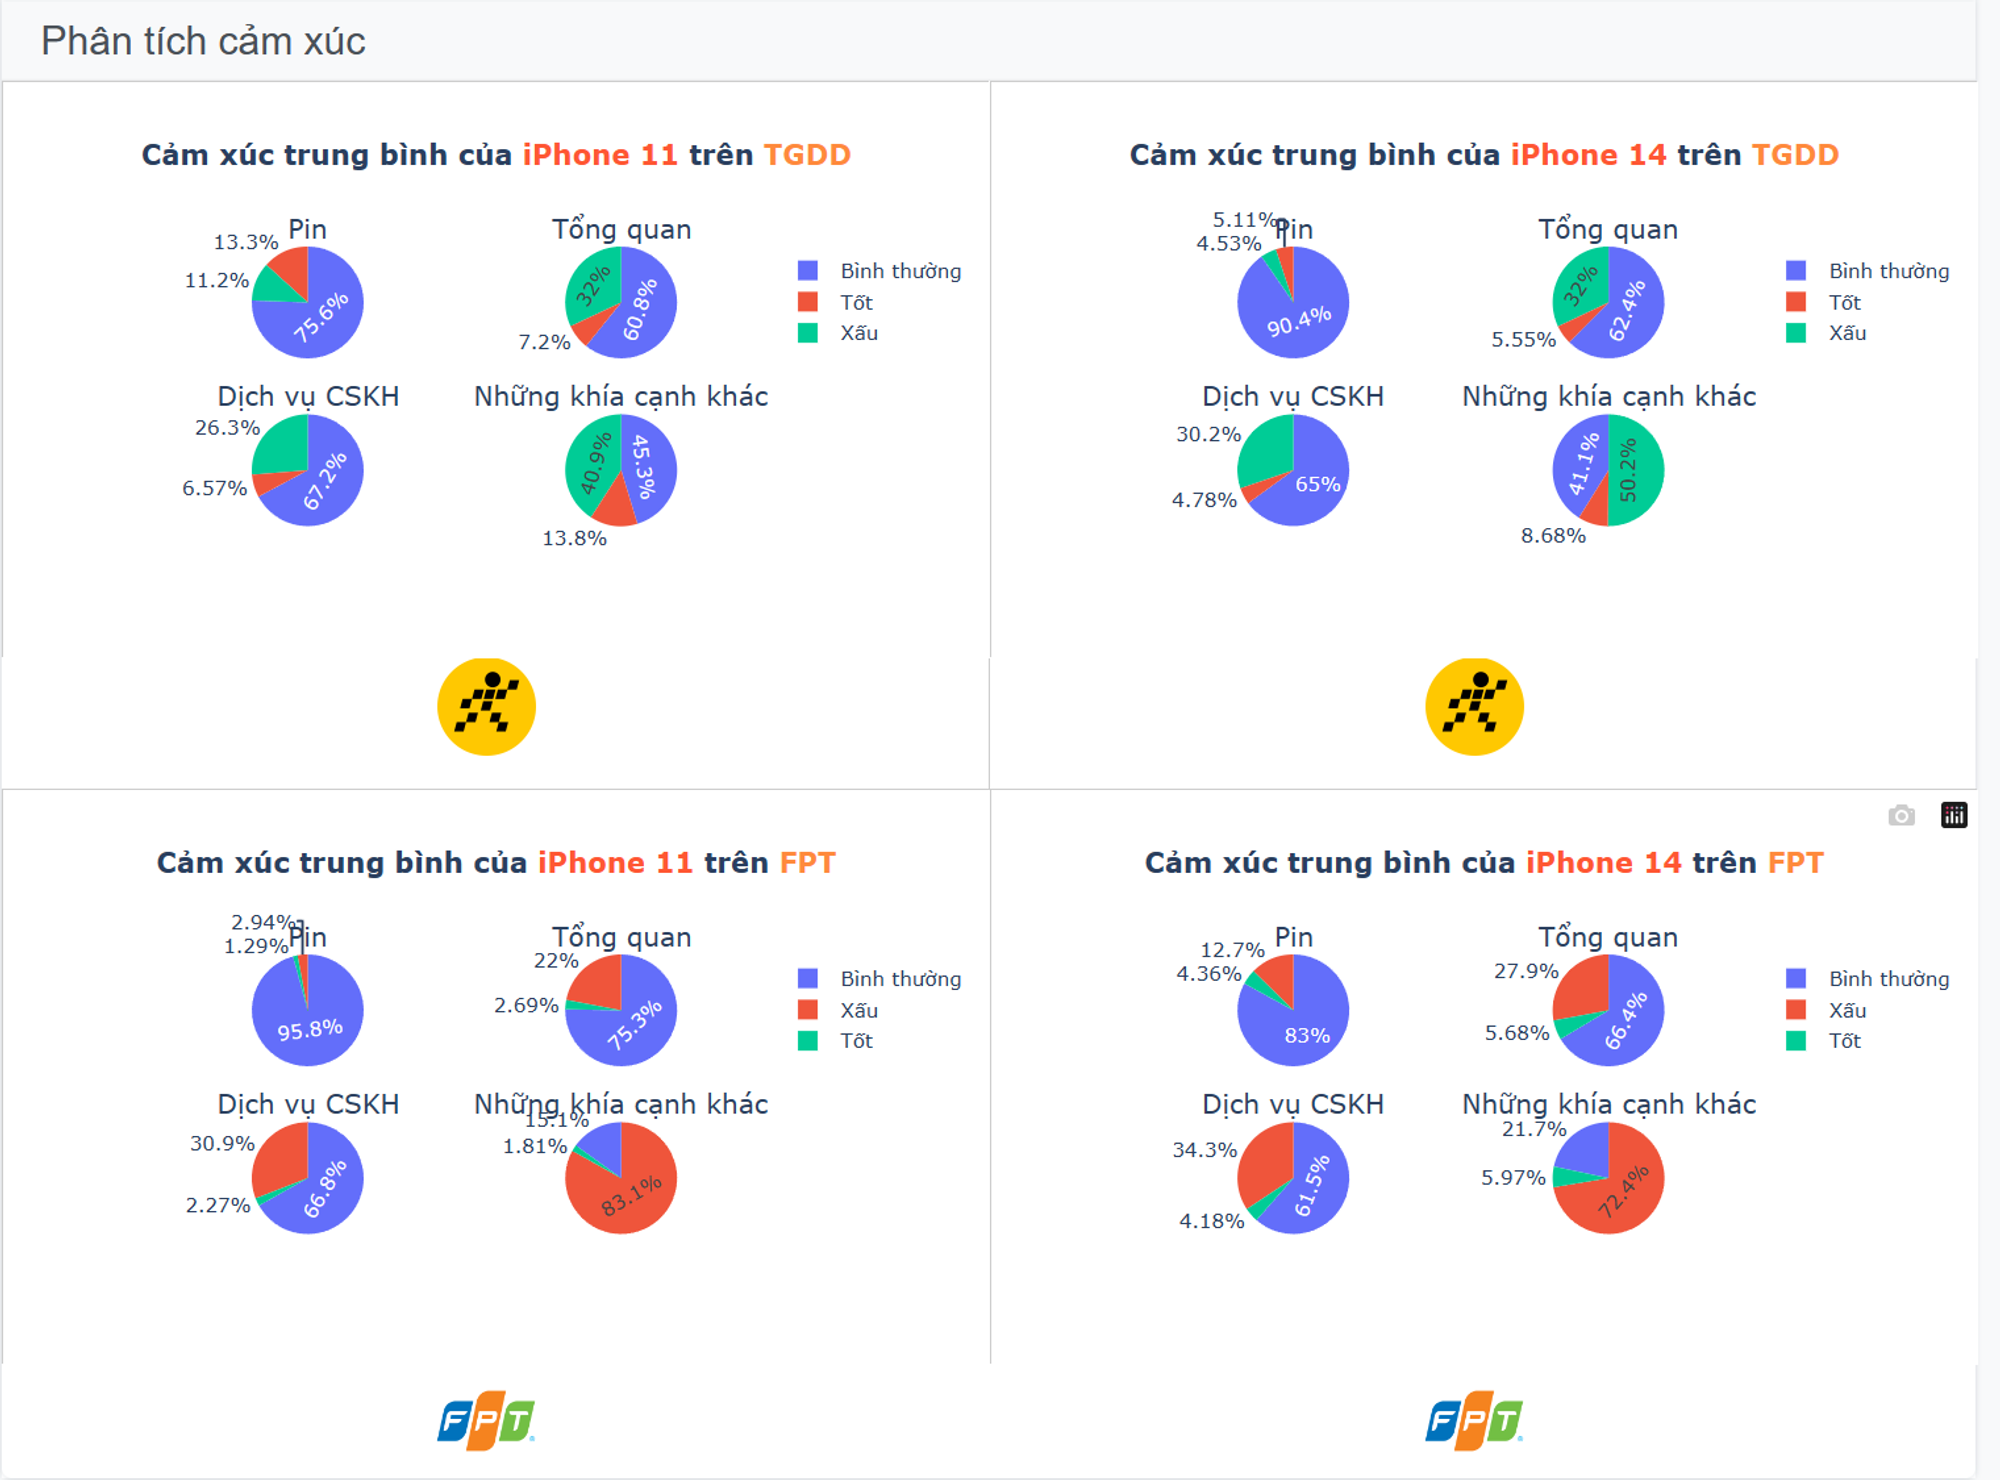 Phân tích cảm xúc
Cảm xúc trung bình của iPhone 11 trên TGDD
Pin
13.3%
11.2%
75.6%
Tổng quan
32%
60.8%
7.2%
Bình thường
Tốt
Xấu
Dịch vụ CSKH
26.3%
6.57%
67.2%
Những khía cạnh khác
40.9%
45.3%
13.8%
Cảm xúc trung bình của iPhone 14 trên TGDD
Pin
5.11%
4.53%
90.4%
Tổng quan
32%
62.4%
5.55%
Bình thường
Tốt
Xấu
Dịch vụ CSKH
30.2%
65%
4.78%
Những khía cạnh khác
41.1%
50.2%
8.68%
Cảm xúc trung bình của iPhone 11 trên FPT
Pin
2.94%
1.29%
95.8%
Tổng quan
22%
2.69%
75.3%
Bình thường
Xấu
Tốt
Dịch vụ CSKH
30.9%
66.8%
2.27%
Những khía cạnh khác
15.1%
1.81%
83.1%
Cảm xúc trung bình của iPhone 14 trên FPT
Pin
12.7%
4.36%
83%
Tổng quan
27.9%
5.68%
66.4%
Bình thường
Xấu
Tốt
Dịch vụ CSKH
34.3%
61.5%
4.18%
Những khía cạnh khác
21.7%
5.97%
72.4%
FPT
FPT